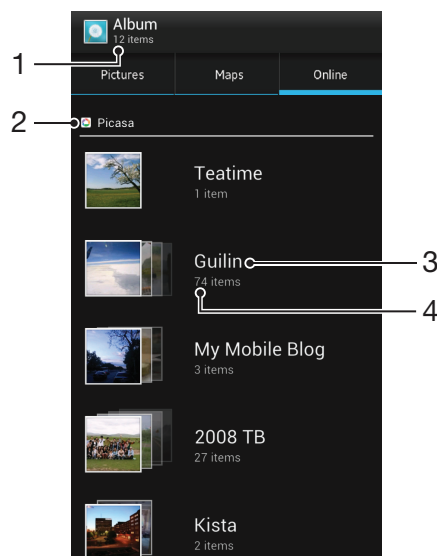 Album
12 items
1
Pictures Maps Online
2
Picasa
Teatime
1 item
Guilin
3
74 items
4
My Mobile Blog
3 items
2008 TB
27 items
Kista
2 items